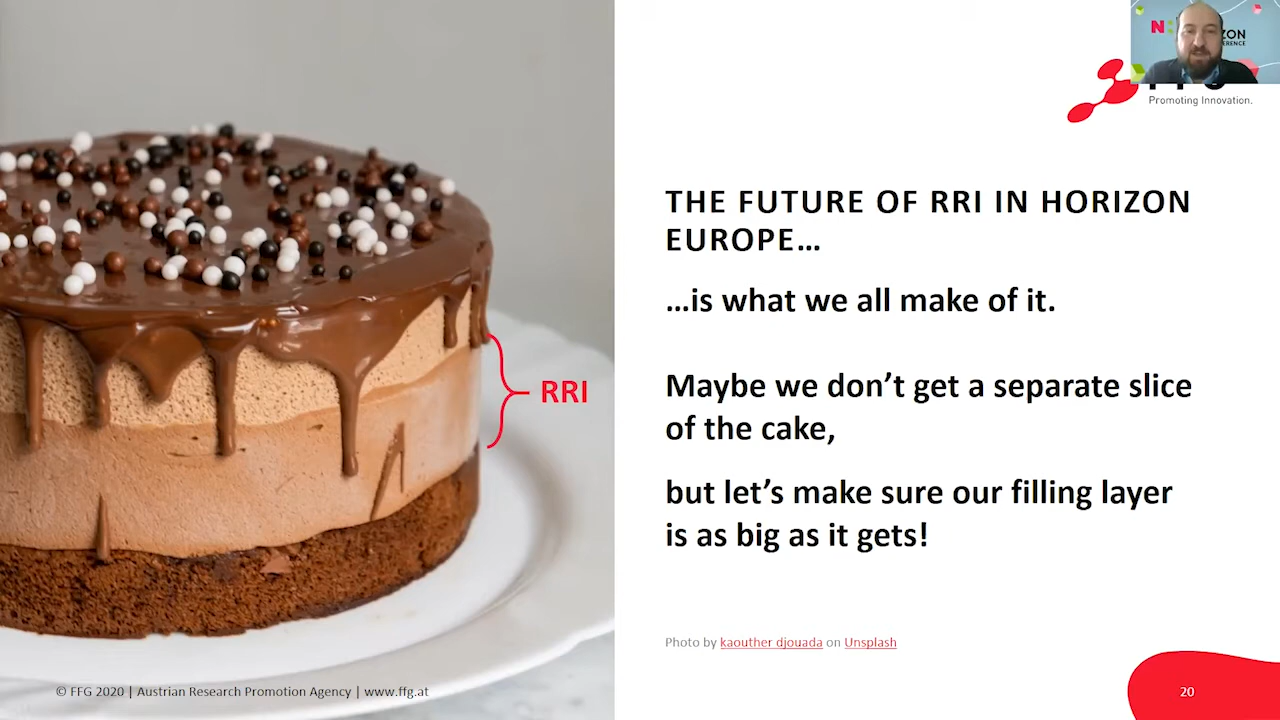 N:
ZON
ERENCE
Promoting Innovation.
THE FUTURE OF RRI IN HORIZON
EUROPE…
…is what we all make of it.
RRI
Maybe we don’t get a separate slice
of the cake,
but let’s make sure our filling layer
is as big as it gets!
Photo by kaouther djouada on Unsplash
© FFG 2020 | Austrian Research Promotion Agency | www.ffg.at
20